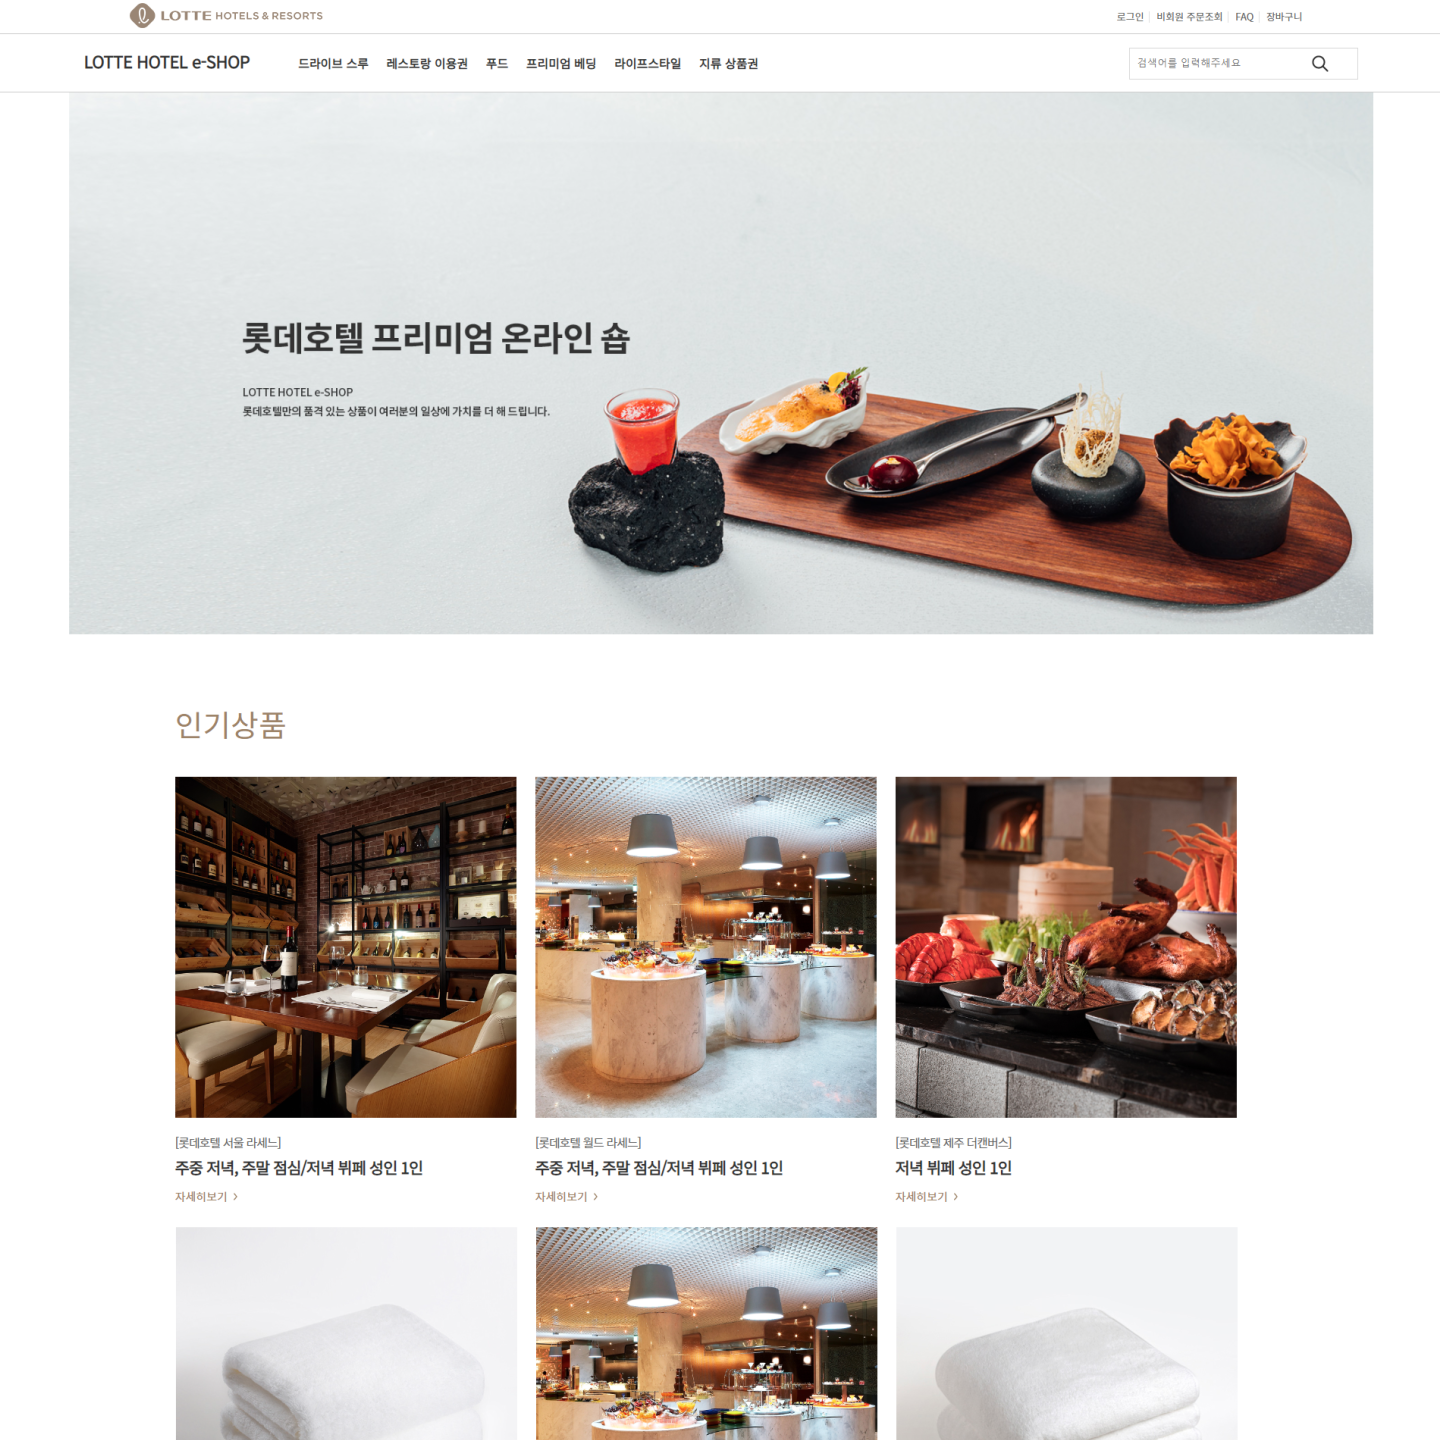 LOTTE HOTELS & RESORTS
로그인
비회원 주문조회
FAQ
장바구니
LOTTE HOTEL e-SHOP
드라이브 스루
레스토랑 이용권
푸드
프리미엄 베딩
라이프스타일
지류 상품권
검색어를 입력해주세요
롯데호텔 프리미엄 온라인 숍
LOTTE HOTEL e-SHOP
롯데호텔만의 품격 있는 상품이 여러분의 일상에 가치를 더 해 드립니다.
인기상품
[롯데호텔 서울 라세느]
주중 저녁, 주말 점심/저녁 뷔페 성인 1인
자세히보기
[롯데호텔 월드 라세느]
주중 저녁, 주말 점심/저녁 뷔페 성인 1인
자세히보기
[롯데호텔 제주 더캔버스]
저녁 뷔페 성인 1인
자세히보기